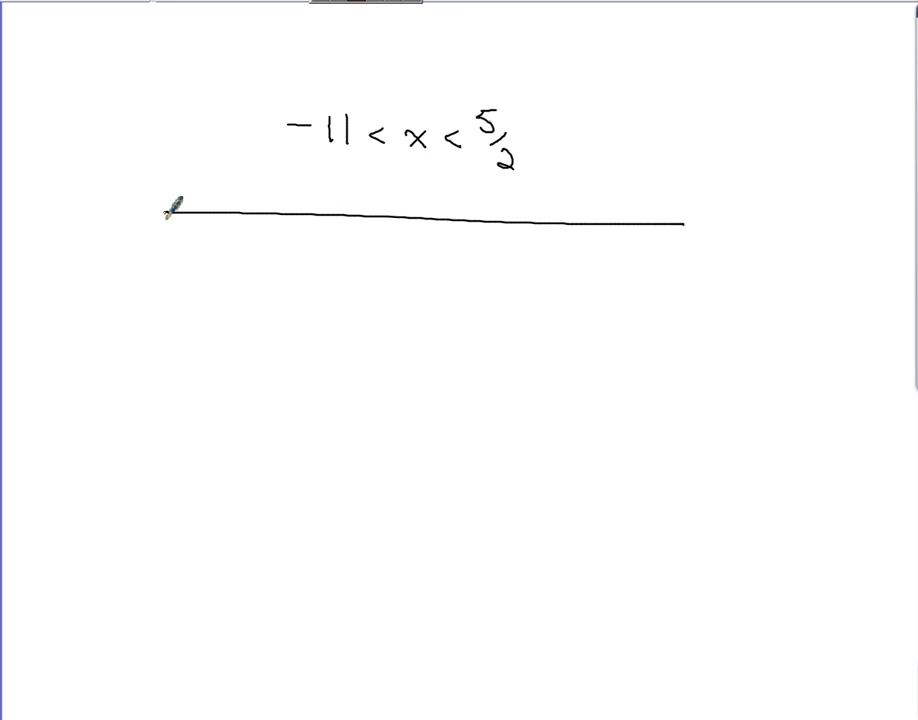 -11 < x < 5/2